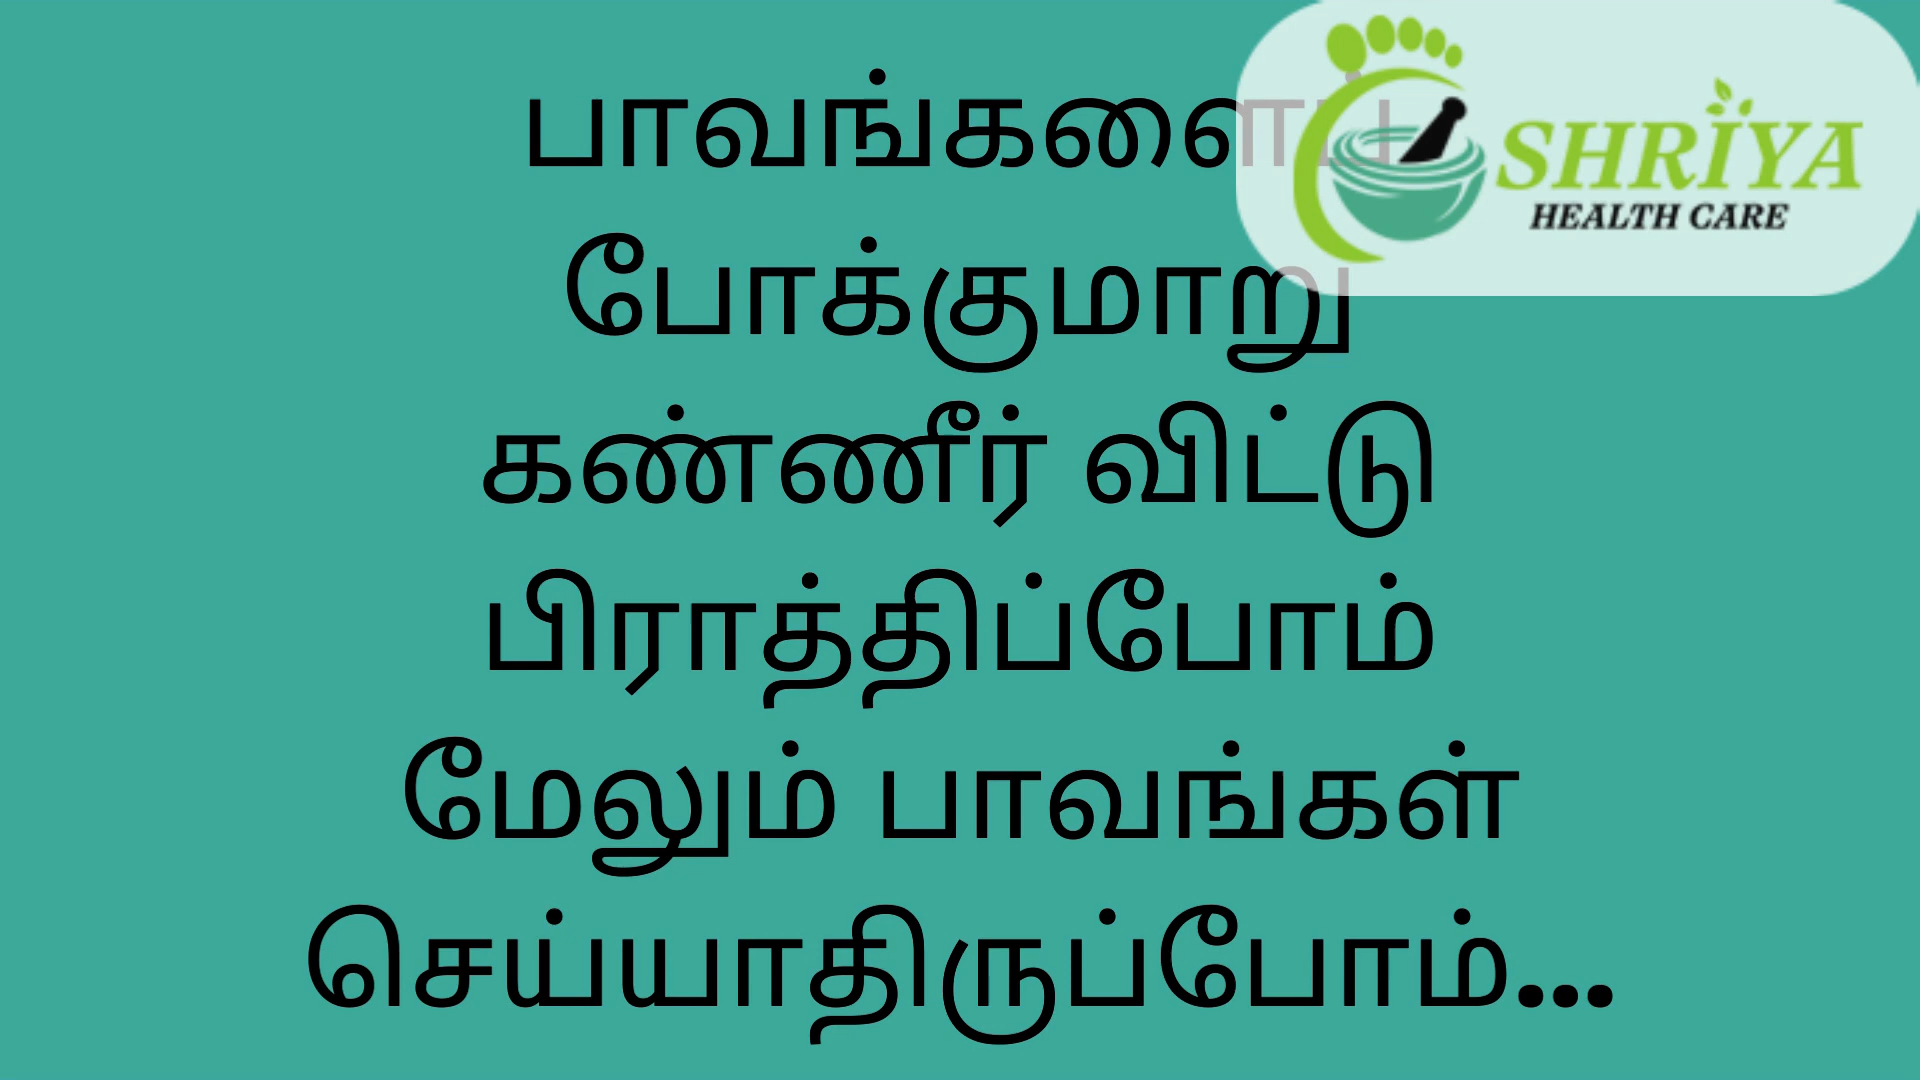 பாவங்களைப்
போக்குமாறு
கண்ணீர் விட்டு
பிராத்திப்போம்
மேலும் பாவங்கள்
செய்யாதிருப்போம்...
SHRIYA
HEALTH CARE